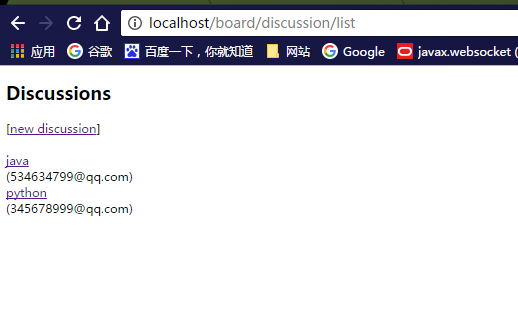 localhost/board/discussion/list
应用 谷歌 百度一下，你就知道 网站 Google javax.websocket (
Discussions
[new discussion]
java
(534634799@qq.com)
python
(345678999@qq.com)